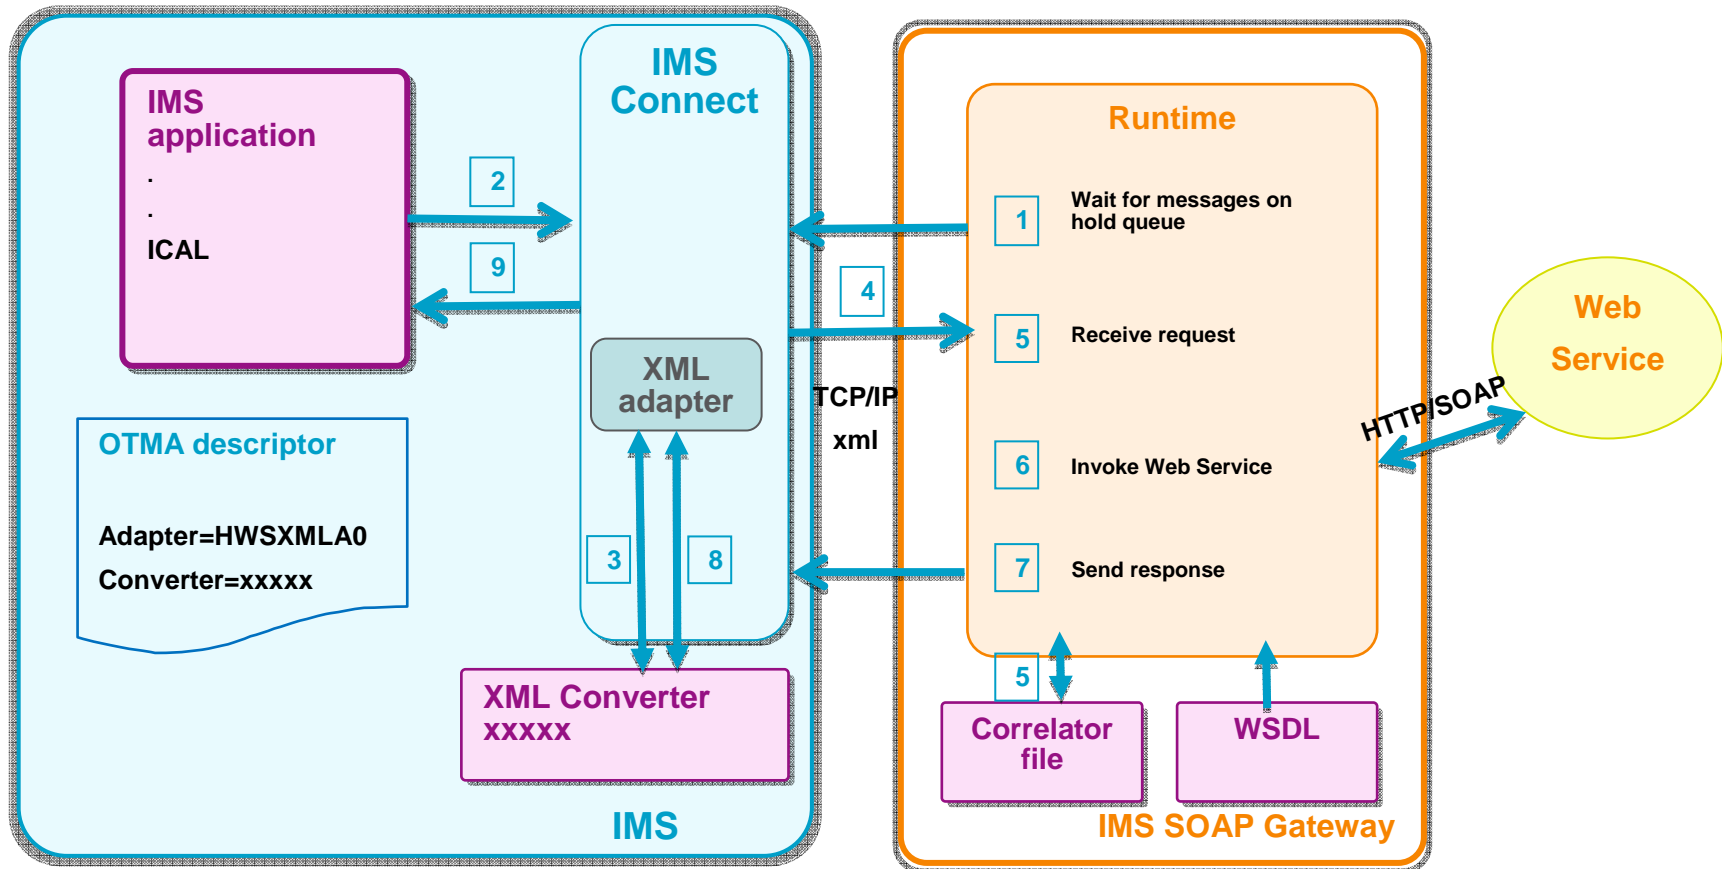 IMS
application
.
.
ICAL
2
9
IMS
Connect
XML
adapter
OTMA descriptor
Adapter=HWSXMLA0
Converter=xxxxx
3
8
XML Converter
xxxxx
IMS
4
TCP/IP
xml
Runtime
1
Wait for messages on
hold queue
5
Receive request
6
Invoke Web Service
7
Send response
5
Correlator
file
WSDL
IMS SOAP Gateway
HTTP/SOAP
Web
Service